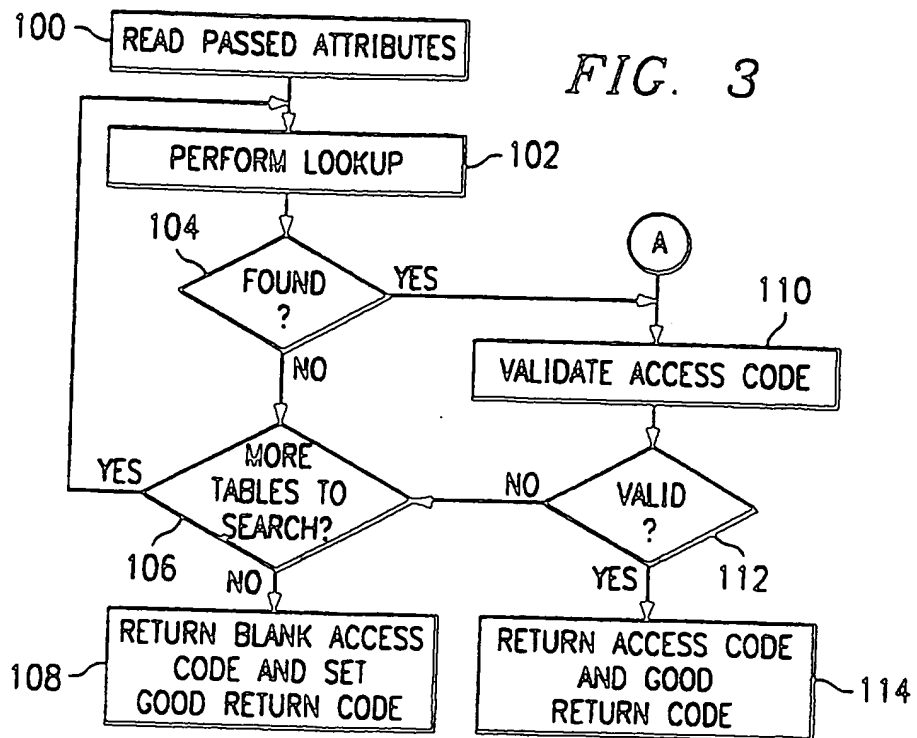 100
READ PASSED ATTRIBUTES
FIG. 3
PERFORM LOOKUP
102
104
FOUND
?
YES
NO
A
110
VALIDATE ACCESS CODE
YES
MORE
TABLES TO
SEARCH?
106
NO
NO
VALID
?
112
YES
RETURN BLANK ACCESS
CODE AND SET
GOOD RETURN CODE
108
RETURN ACCESS CODE
AND GOOD
RETURN CODE
114